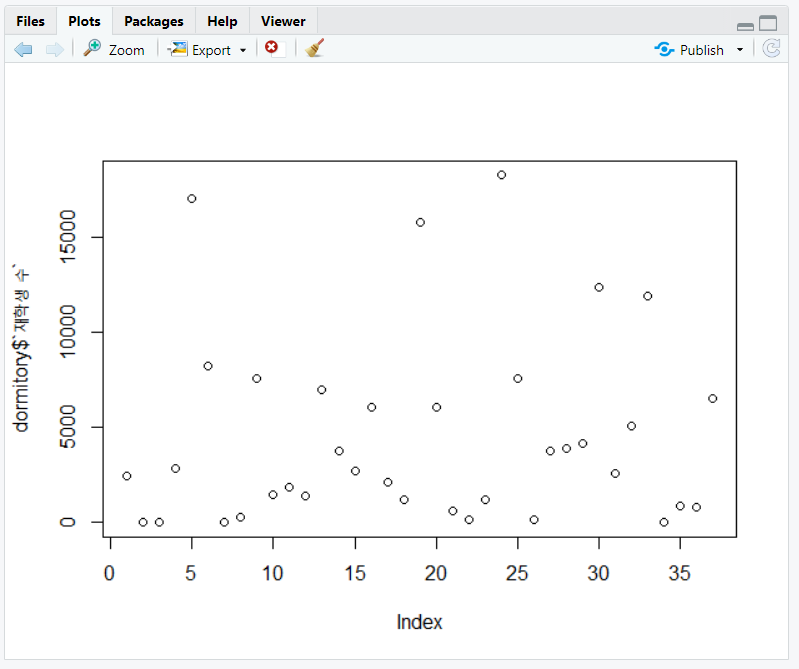 Files Plots Packages Help Viewer
Zoom Export Publish
dormitory$`재학생 수`
15000
10000
5000
0
0 5 10 15 20 25 30 35
Index